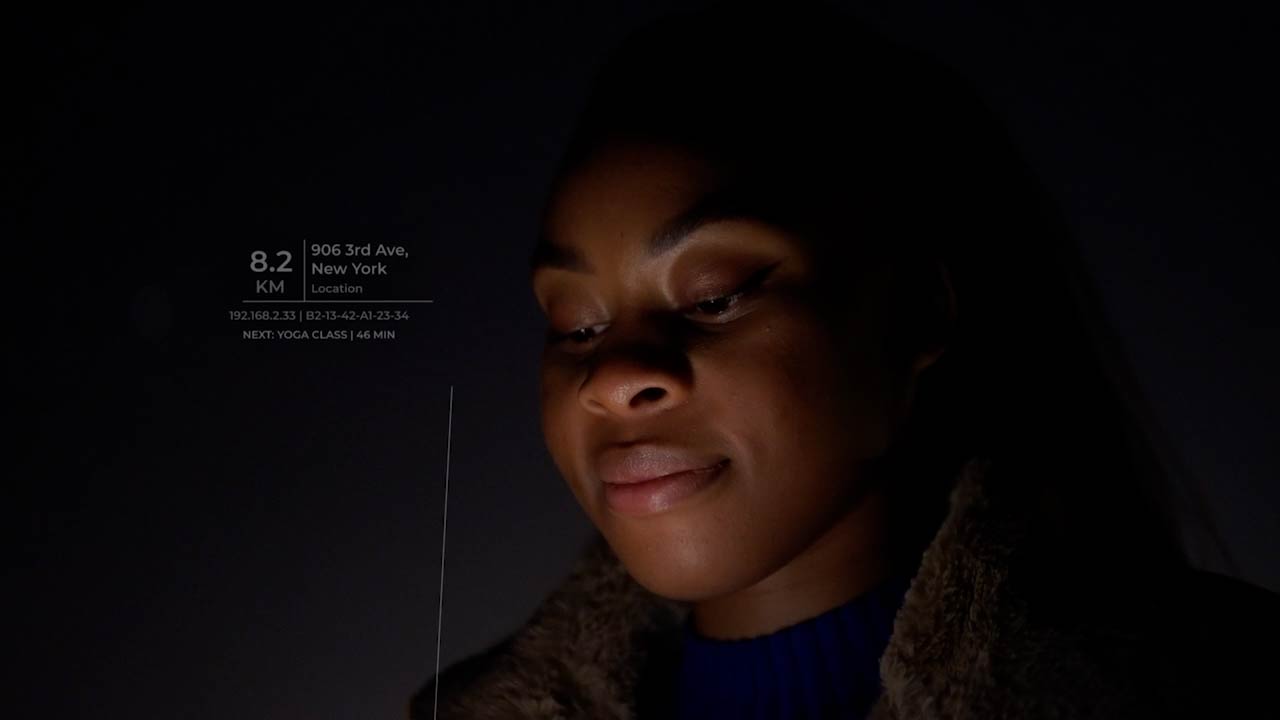 8.2
KM
906 3rd Ave,
New York
Location
192.168.2.33 | B2-13-42-A1-23-34
NEXT: YOGA CLASS | 46 MIN